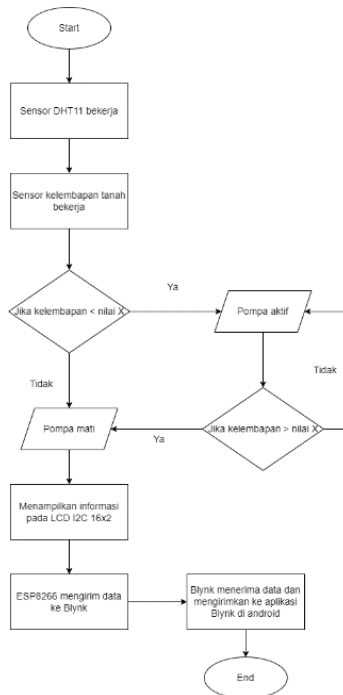 Start
Sensor DHT11 bekerja
Sensor kelembapan tanah
bekerja
Jika kelembapan < nilai X
Ya
Pompa aktif
Tidak
Tidak
Pompa mati
Ya
Jika kelembapan > nilai X
Menampilkan informasi
pada LCD I2C 16x2
ESP8266 mengirim data
ke Blynk
Blynk menerima data dan
mengirimkan ke aplikasi
Blynk di android
End